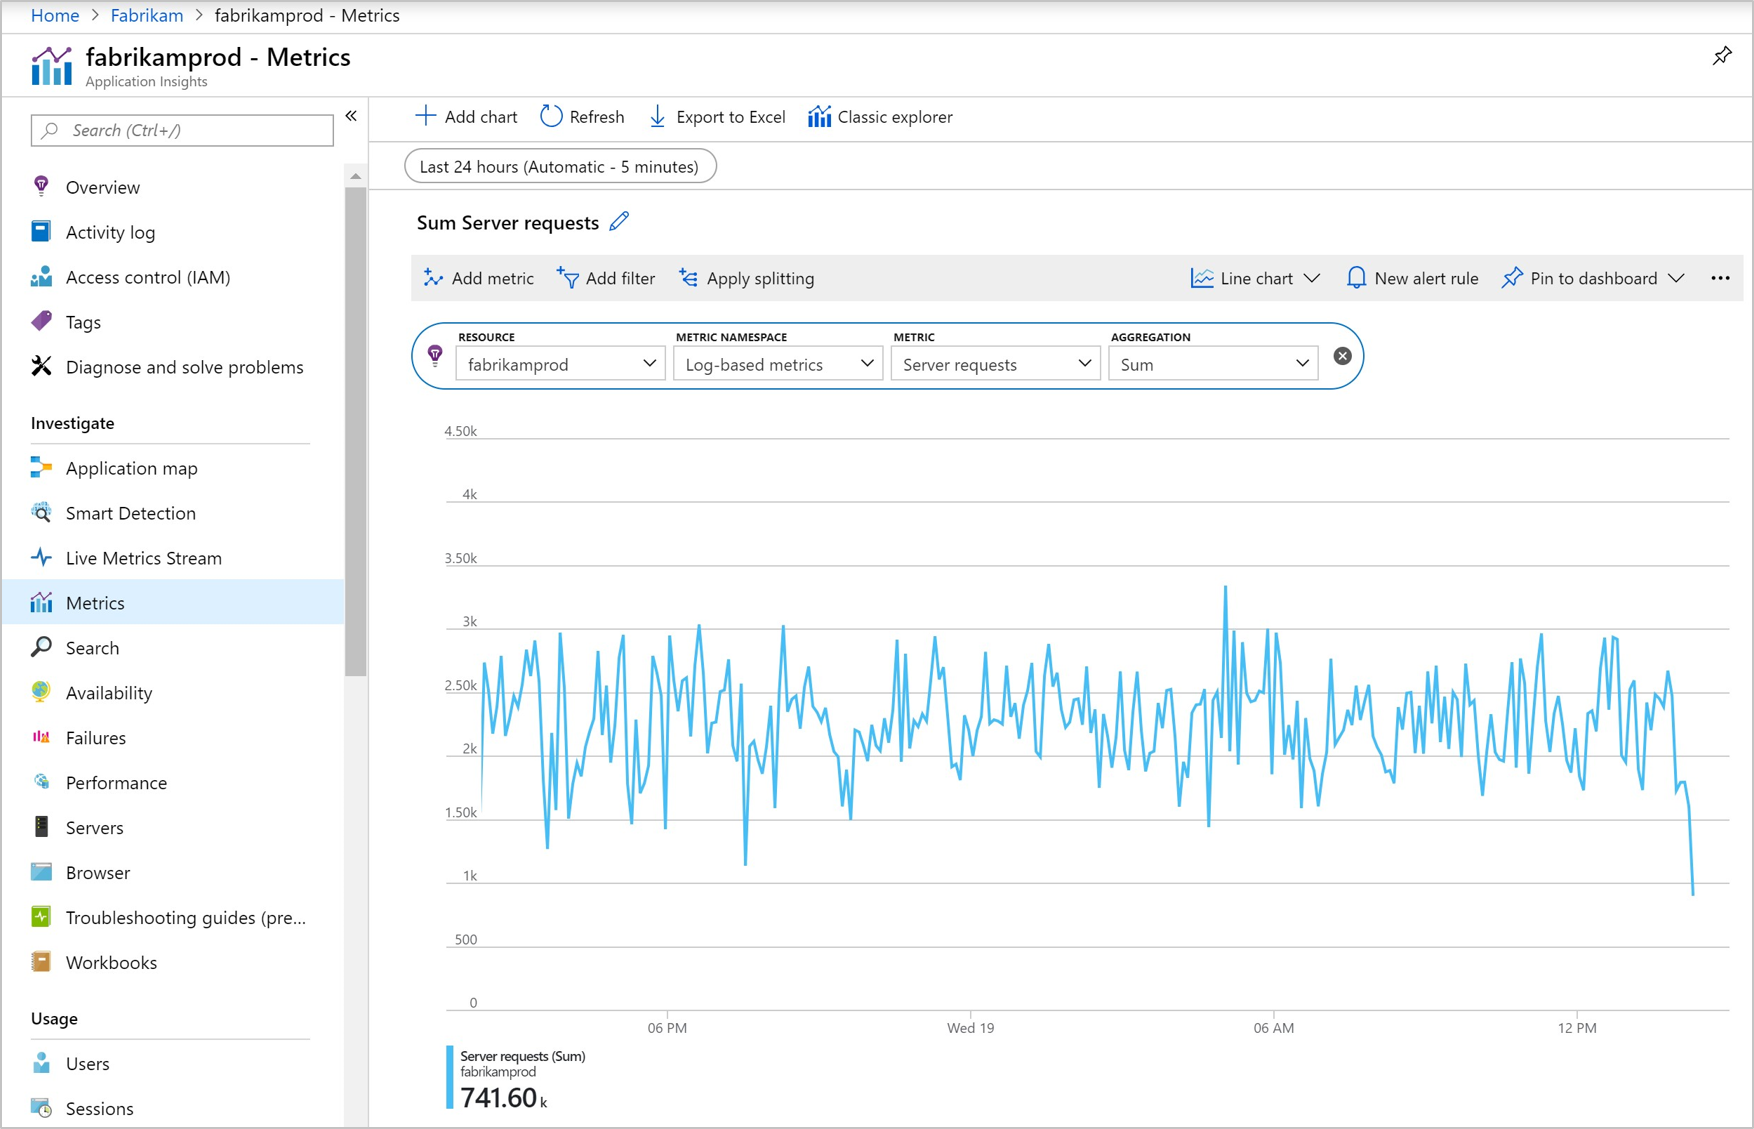 Home > Fabrikam > fabrikamprod - Metrics
fabrikamprod - Metrics
Application Insights
Search (Ctrl+/)
«
Overview
Activity log
Access control (IAM)
Tags
Diagnose and solve problems
Investigate
Application map
Smart Detection
Live Metrics Stream
Metrics
Search
Availability
Failures
Performance
Servers
Browser
Troubleshooting guides (pre...
Workbooks
Usage
Users
Sessions
Add chart Refresh Export to Excel Classic explorer
Last 24 hours (Automatic - 5 minutes)
Sum Server requests
Add metric Add filter Apply splitting Line chart New alert rule Pin to dashboard ...
RESOURCE METRIC NAMESPACE METRIC AGGREGATION
fabrikamprod Log-based metrics Server requests Sum
4.50k
4k
3.50k
3k
2.50k
2k
1.50k
1k
500
0
06 PM Wed 19 06 AM 12 PM
Server requests (Sum)
fabrikamprod
741.60 k